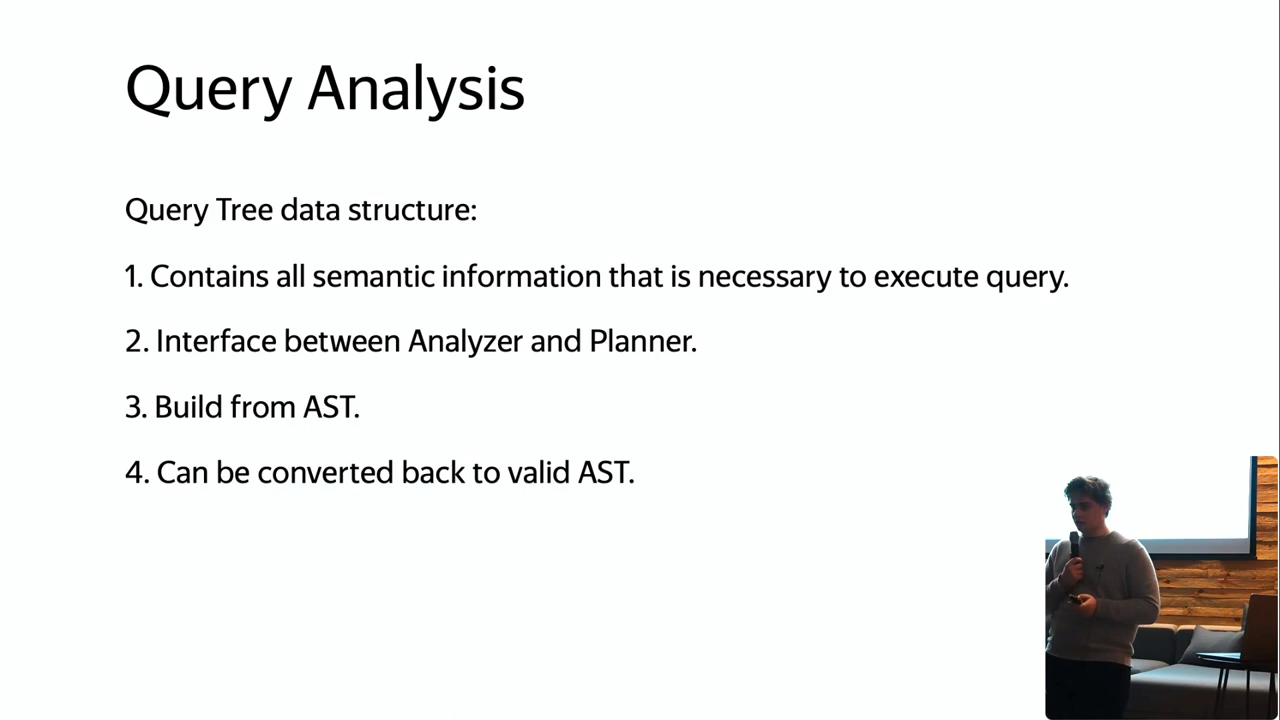 Query Analysis
Query Tree data structure:
1. Contains all semantic information that is necessary to execute query.
2. Interface between Analyzer and Planner.
3. Build from AST.
4. Can be converted back to valid AST.